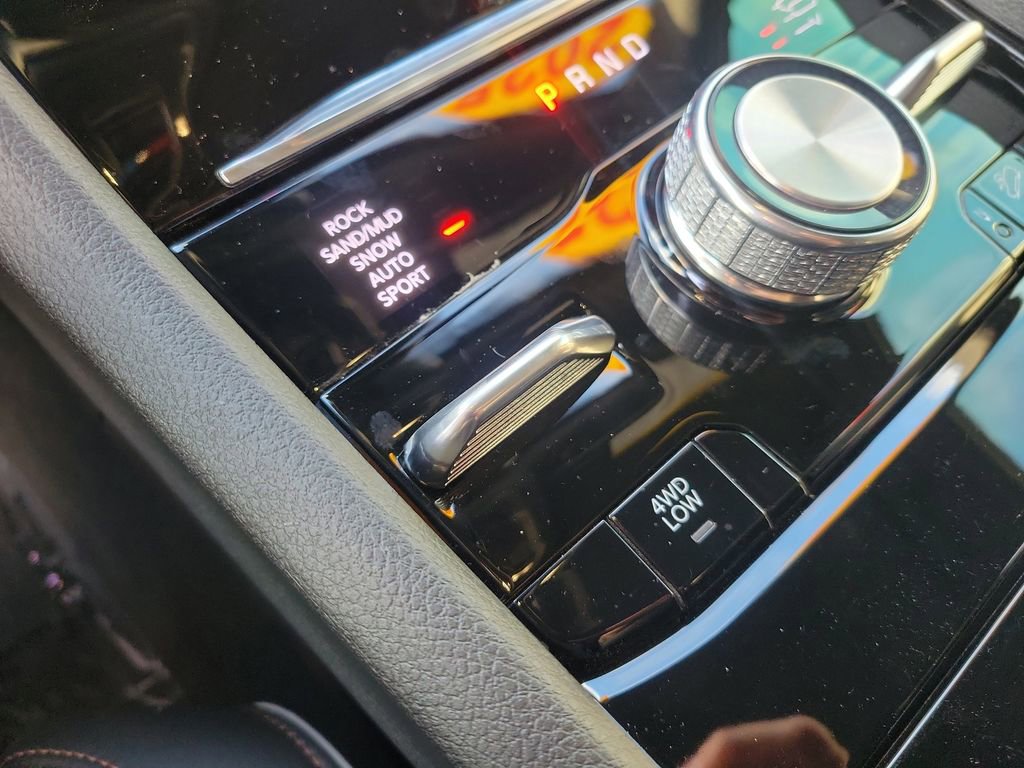 P R N D
ROCK
SAND/MUD
SNOW
AUTO
SPORT
4WD
LOW